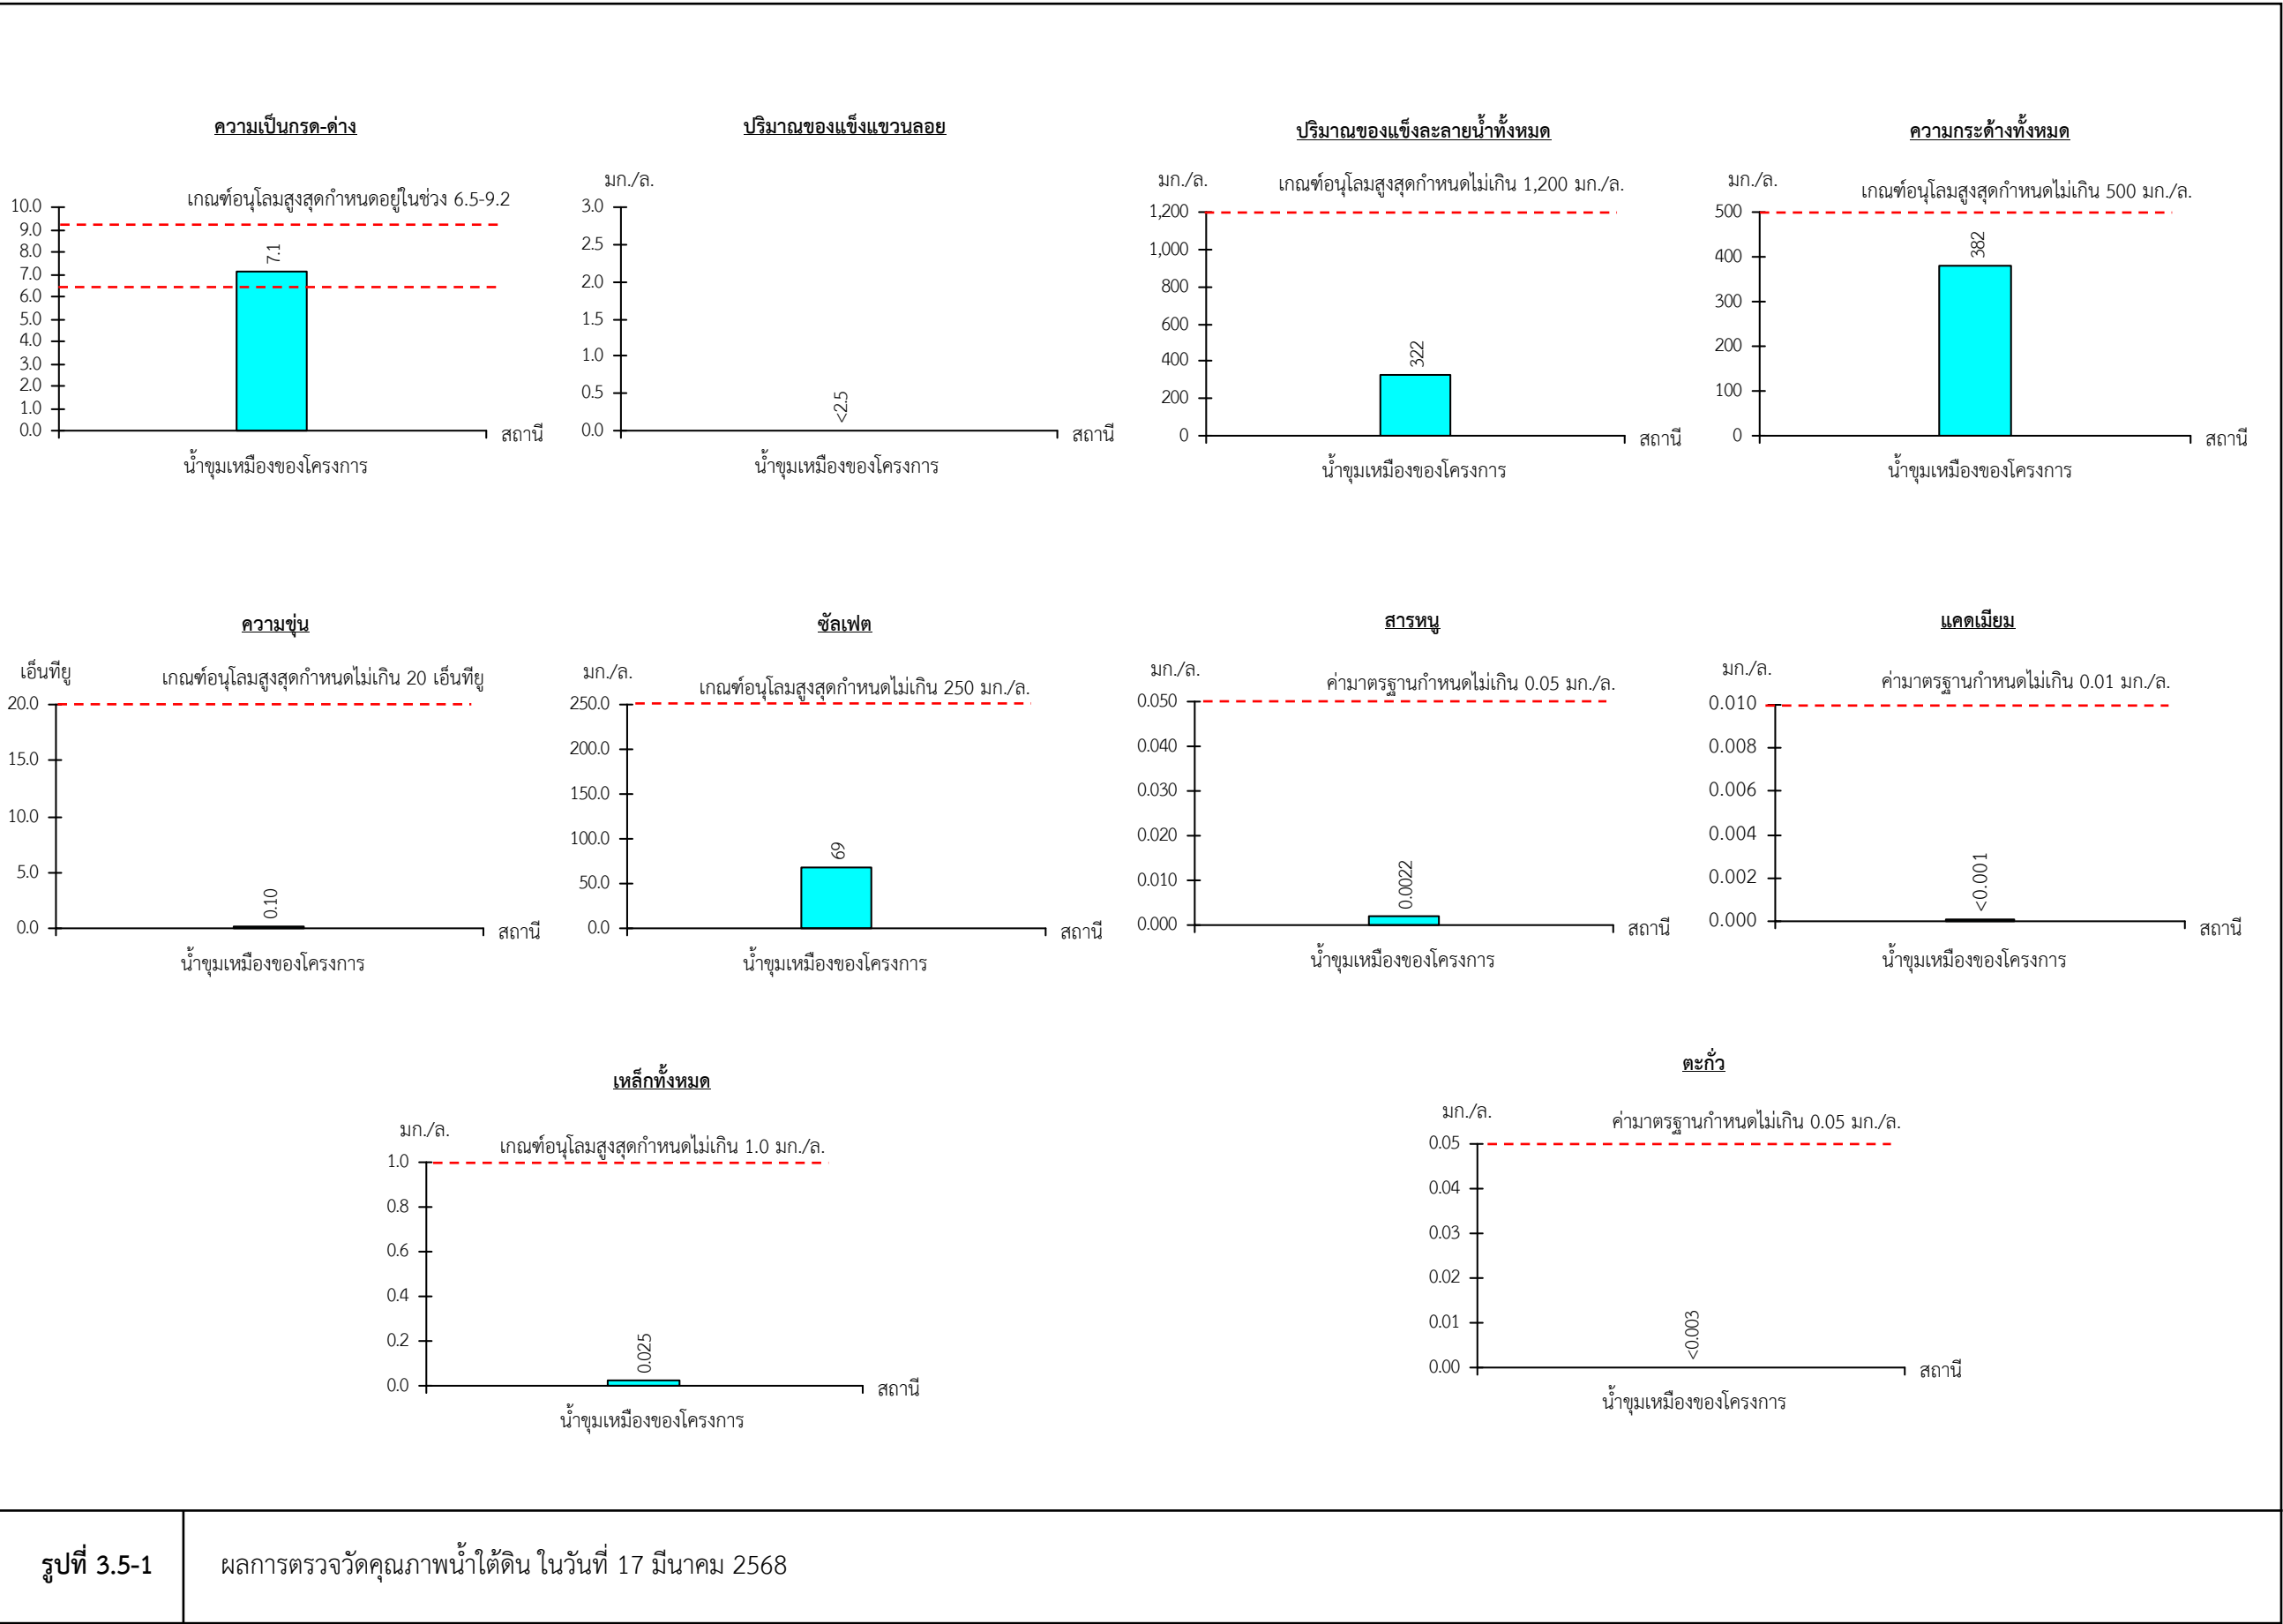 ความเป็นกรด-ด่าง
เกณฑ์อนุโลมสูงสุดกำหนดอยู่ในช่วง 6.5-9.2
10.0
9.0
8.0
7.0
6.0
5.0
4.0
3.0
2.0
1.0
0.0
7.1
สถานี
น้ำขุมเหมืองของโครงการ
ปริมาณของแข็งแขวนลอย
มก./ล.
3.0
2.5
2.0
1.5
1.0
0.5
0.0
<2.5
สถานี
น้ำขุมเหมืองของโครงการ
ปริมาณของแข็งละลายน้ำทั้งหมด
มก./ล.
เกณฑ์อนุโลมสูงสุดกำหนดไม่เกิน 1,200 มก./ล.
1,200
1,000
800
600
400
200
0
322
สถานี
น้ำขุมเหมืองของโครงการ
ความกระด้างทั้งหมด
มก./ล.
เกณฑ์อนุโลมสูงสุดกำหนดไม่เกิน 500 มก./ล.
500
400
300
200
100
0
382
สถานี
น้ำขุมเหมืองของโครงการ
ความขุ่น
เอ็นทียู
เกณฑ์อนุโลมสูงสุดกำหนดไม่เกิน 20 เอ็นทียู
20.0
15.0
10.0
5.0
0.0
0.10
สถานี
น้ำขุมเหมืองของโครงการ
ซัลเฟต
มก./ล.
เกณฑ์อนุโลมสูงสุดกำหนดไม่เกิน 250 มก./ล.
250.0
200.0
150.0
100.0
50.0
0.0
69
สถานี
น้ำขุมเหมืองของโครงการ
สารหนู
มก./ล.
ค่ามาตรฐานกำหนดไม่เกิน 0.05 มก./ล.
0.050
0.040
0.030
0.020
0.010
0.000
0.0022
สถานี
น้ำขุมเหมืองของโครงการ
แคดเมียม
มก./ล.
ค่ามาตรฐานกำหนดไม่เกิน 0.01 มก./ล.
0.010
0.008
0.006
0.004
0.002
0.000
<0.001
สถานี
น้ำขุมเหมืองของโครงการ
เหล็กทั้งหมด
มก./ล.
เกณฑ์อนุโลมสูงสุดกำหนดไม่เกิน 1.0 มก./ล.
1.0
0.8
0.6
0.4
0.2
0.0
0.025
สถานี
น้ำขุมเหมืองของโครงการ
ตะกั่ว
มก./ล.
ค่ามาตรฐานกำหนดไม่เกิน 0.05 มก./ล.
0.05
0.04
0.03
0.02
0.01
0.00
<0.003
สถานี
น้ำขุมเหมืองของโครงการ
รูปที่ 3.5-1
ผลการตรวจวัดคุณภาพน้ำใต้ดิน ในวันที่ 17 มีนาคม 2568